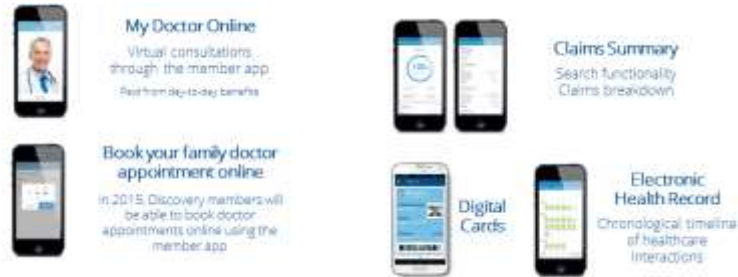 My Doctor Online
Virtual consultations
through the member app
Paid from day-to-day benefits
Book your family doctor
appointment online
In 2015, Discovery members will
be able to book doctor
appointments online using the
member app
Claims Summary
Search functionality
Claims breakdown
Digital
Cards
Electronic
Health Record
Chronological timeline
of healthcare
interactions